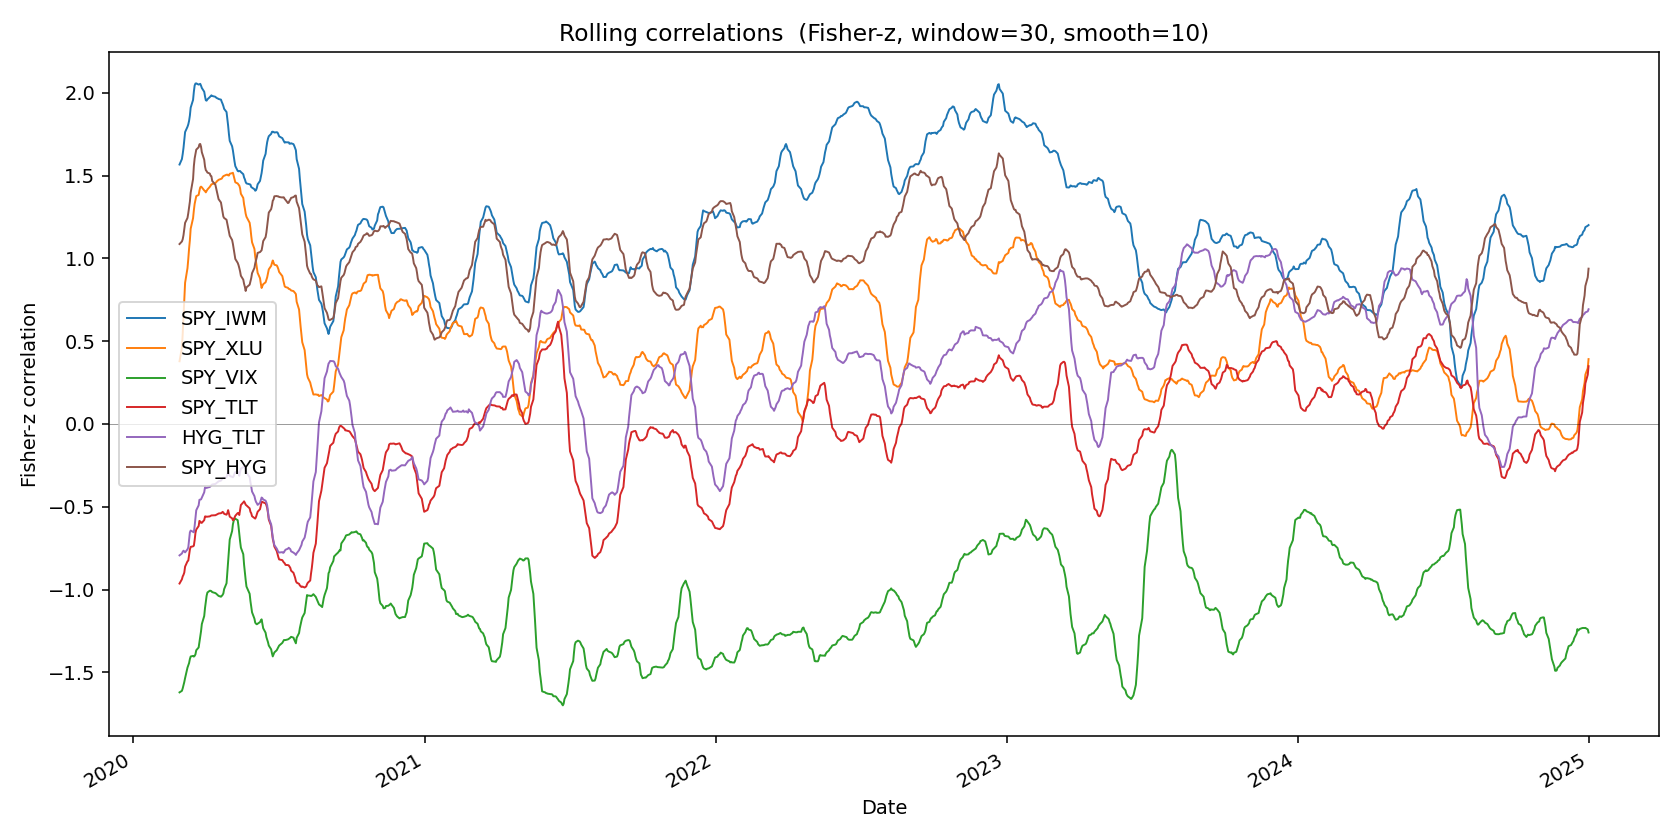 Rolling correlations  (Fisher-z, window=30, smooth=10)
Fisher-z correlation
2.0
1.5
1.0
0.5
0.0
−0.5
−1.0
−1.5
SPY_IWM
SPY_XLU
SPY_VIX
SPY_TLT
HYG_TLT
SPY_HYG
2020
2021
2022
2023
2024
2025
Date